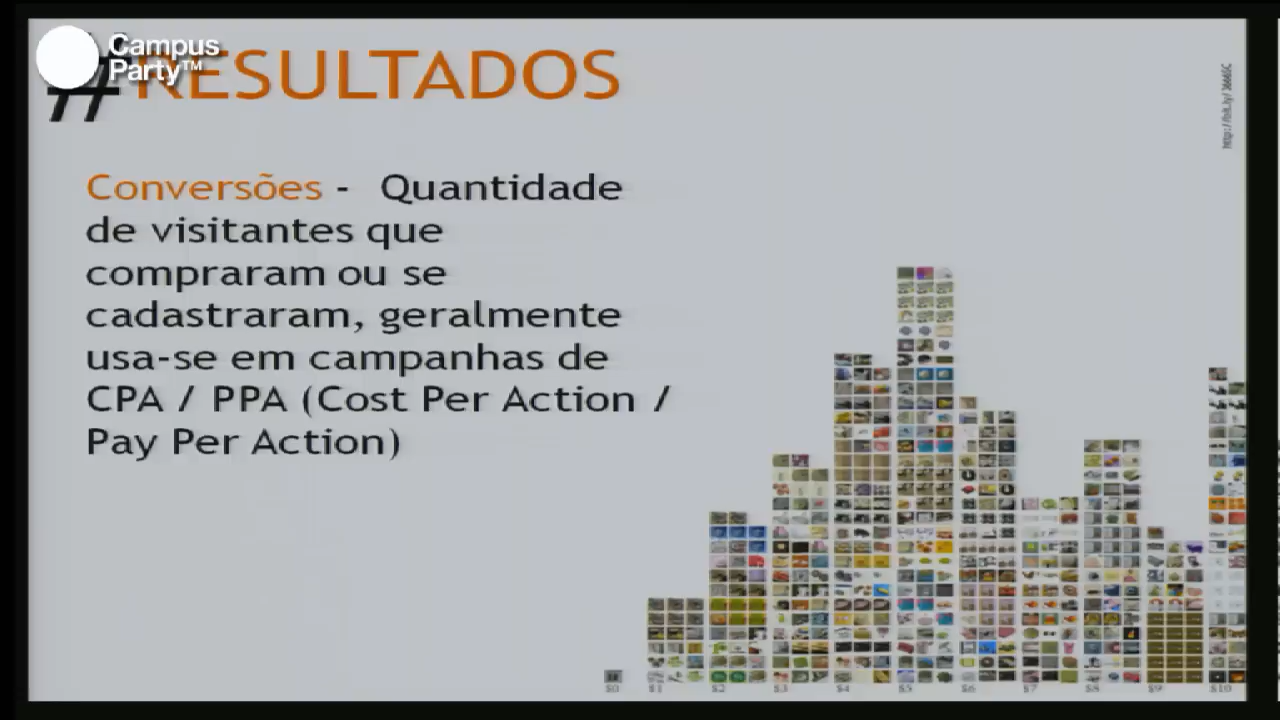 Campus
Party™
#RESULTADOS
Conversões - Quantidade
de visitantes que
compraram ou se
cadastraram, geralmente
usa-se em campanhas de
CPA / PPA (Cost Per Action /
Pay Per Action)
$0 $1 $2 $3 $4 $5 $6 $7 $8 $9 $10